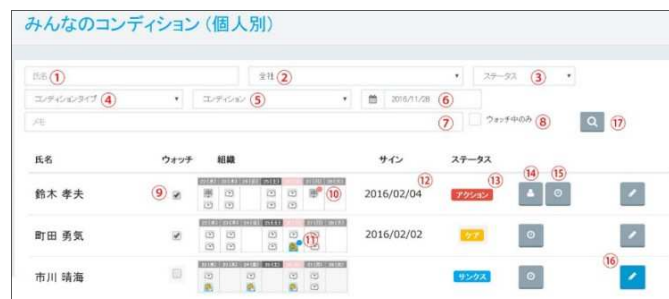 みんなのコンディション（個人別）
氏名 ① 全社 ② ステータス ③
コンディションタイプ ④ コンディション ⑤ 2016/11/28 ⑥
メモ ⑦ ウォッチ中のみ ⑧ ⑰
氏名 ウォッチ 組織 サイン ステータス
鈴木 孝夫 ⑨ ⑩ 2016/02/04 ⑫ アクション ⑬ ⑭ ⑮
町田 勇気 ⑪ 2016/02/02 ケア
市川 靖海 サンクス ⑯